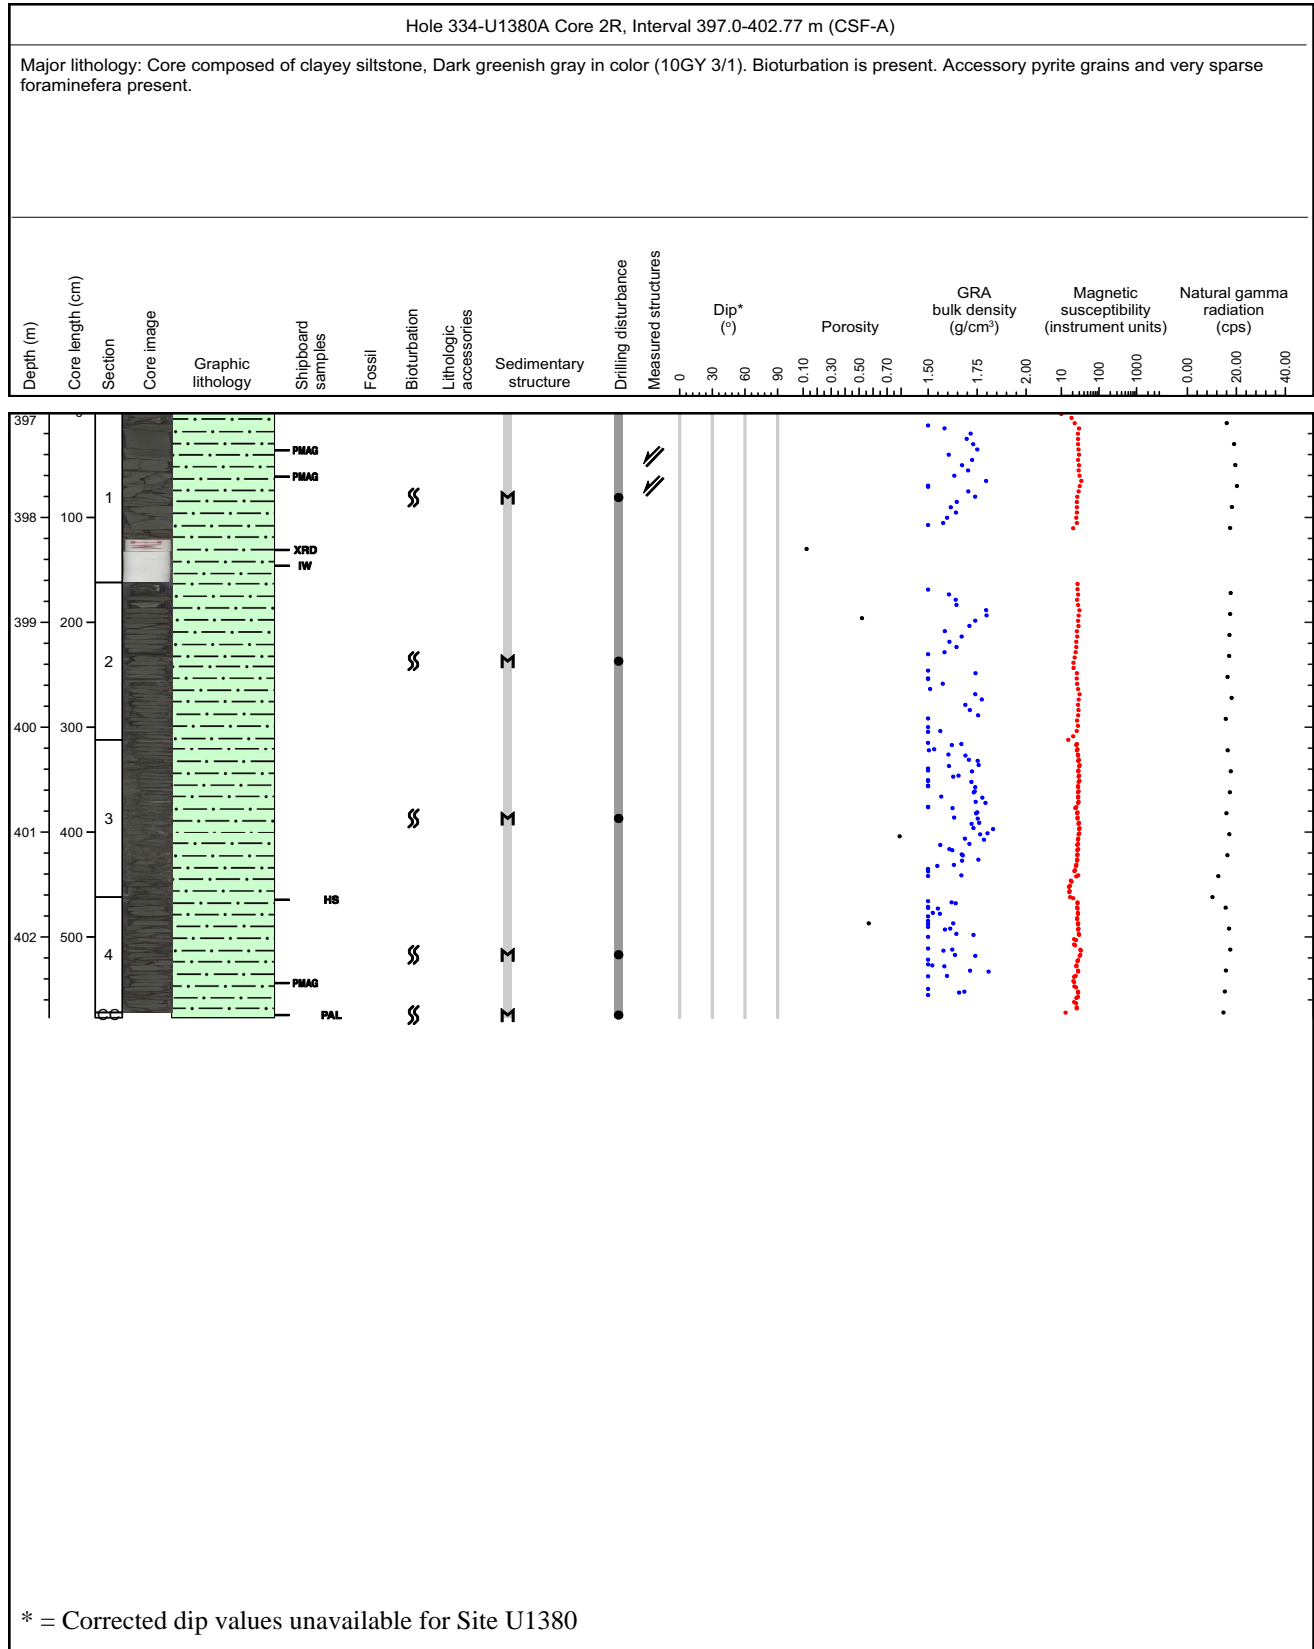 Hole 334-U1380A Core 2R, Interval 397.0-402.77 m (CSF-A)
Major lithology: Core composed of clayey siltstone, Dark greenish gray in color (10GY 3/1). Bioturbation is present. Accessory pyrite grains and very sparse
foraminefera present.
Depth (m)
Core length (cm)
Section
Core image
Graphic
lithology
Shipboard
samples
Fossil
Bioturbation
Lithologic
accessories
Sedimentary
structure
Drilling disturbance
Measured structures
Dip*
(°)
0 30 60 90
Porosity
0.10 0.30 0.50 0.70
GRA
bulk density
(g/cm³)
1.50 1.75 2.00
Magnetic
susceptibility
(instrument units)
10 100 1000
Natural gamma
radiation
(cps)
0.00 20.00 40.00
397
PMAG
PMAG
1
398 100
XRD
IW
399 200
2
400 300
3
401 400
HS
402 500
4
PMAG
CC PAL
* = Corrected dip values unavailable for Site U1380